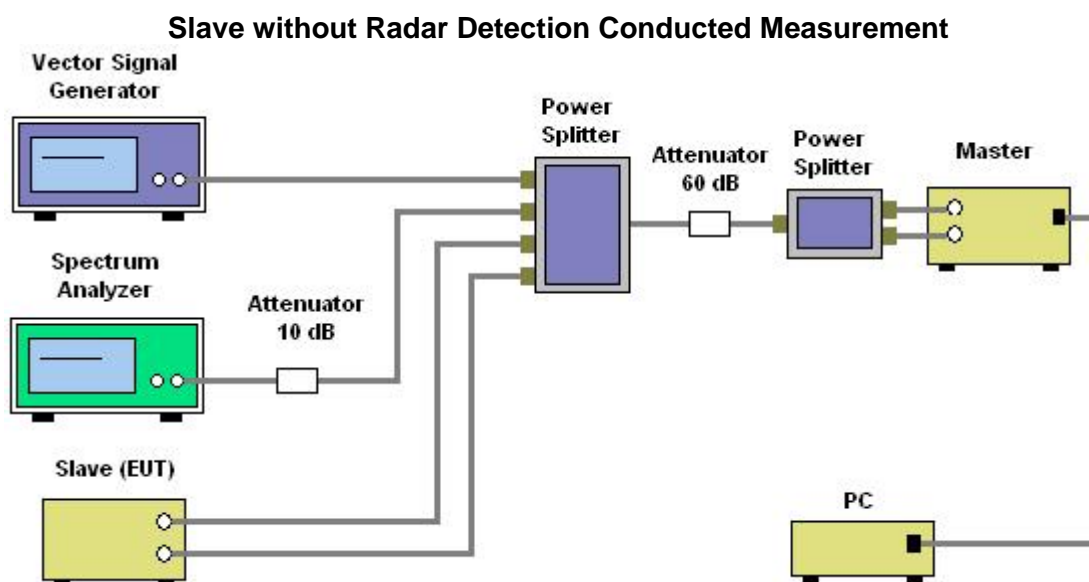 Slave without Radar Detection Conducted Measurement
Vector Signal
Generator
Power
Splitter
Attenuator
60 dB
Power
Splitter
Master
Spectrum
Analyzer
Attenuator
10 dB
Slave (EUT)
PC